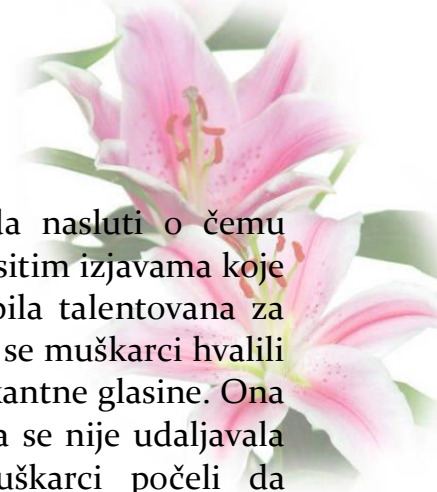 la nasluti o čemu
sitim izjavama koje
bila talentovana za
se muškarci hvalili
kantne glasine. Ona
a se nije udaljavala
uškarci počeli da